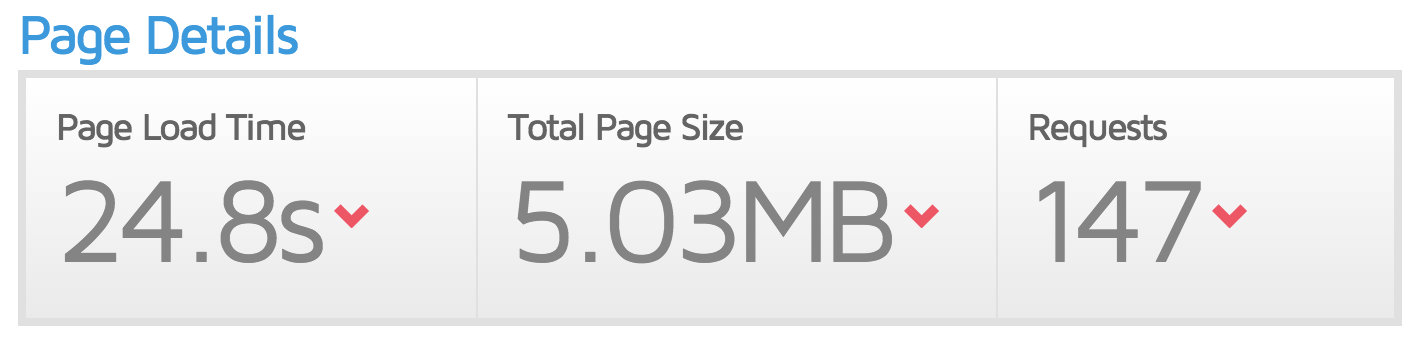 Page Details
Page Load Time
24.8s
Total Page Size
5.03MB
Requests
147